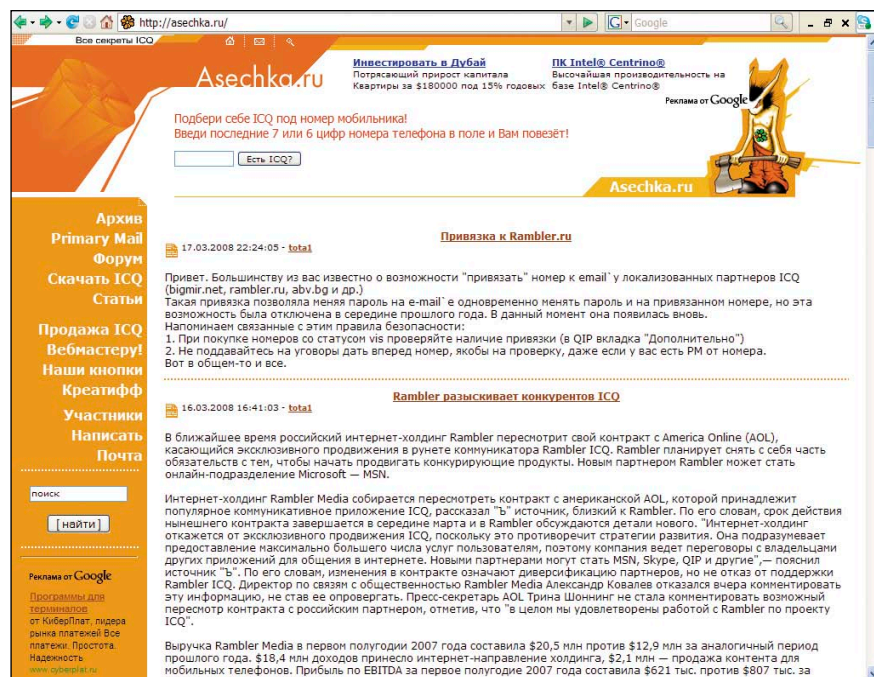 http://asechka.ru/
Google
Все секреты ICQ
Asechka.ru
Инвестировать в Дубай
Потрясающий прирост капитала
Квартиры за $180000 под 15% годовых
ПК Intel® Centrino®
Высочайшая производительность на
базе Intel® Centrino®
Реклама от Google
Подбери себе ICQ под номер мобильника!
Введи последние 7 или 6 цифр номера телефона в поле и Вам повезёт!
Есть ICQ?
Asechka.ru
Архив
Primary Mail
Форум
Скачать ICQ
Статьи
Продажа ICQ
Вебмастеру!
Наши кнопки
Креатифф
Участники
Написать
Почта
поиск
[ найти ]
Реклама от Google
Программы для
терминалов
от КиберПлат, лидера
рынка платежей Все
платежи. Простота.
Надежность
www.cyberplat.ru
Привязка к Rambler.ru
17.03.2008 22:24:05 - tota1
Привет. Большинству из вас известно о возможности "привязать" номер к email`у локализованных партнеров ICQ
(bigmir.net, rambler.ru, abv.bg и др.)
Такая привязка позволяла меняя пароль на e-mail`е одновременно менять пароль и на привязанном номере, но эта
возможность была отключена в середине прошлого года. В данный момент она появилась вновь.
Напоминаем связанные с этим правила безопасности:
1. При покупке номеров со статусом vis проверяйте наличие привязки (в QIP вкладка "Дополнительно")
2. Не поддавайтесь на уговоры дать вперед номер, якобы на проверку, даже если у вас есть PM от номера.
Вот в общем-то и все.
Rambler разыскивает конкурентов ICQ
16.03.2008 16:41:03 - tota1
В ближайшее время российский интернет-холдинг Rambler пересмотрит свой контракт с America Online (AOL),
касающийся эксклюзивного продвижения в рунете коммуникатора Rambler ICQ. Rambler планирует снять с себя часть
обязательств с тем, чтобы начать продвигать конкурирующие продукты. Новым партнером Rambler может стать
онлайн-подразделение Microsoft — MSN.
Интернет-холдинг Rambler Media собирается пересмотреть контракт с американской AOL, которой принадлежит
популярное коммуникативное приложение ICQ, рассказал "Ъ" источник, близкий к Rambler. По его словам, срок действия
нынешнего контракта завершается в середине марта и в Rambler обсуждаются детали нового. "Интернет-холдинг
откажется от эксклюзивного продвижения ICQ, поскольку это противоречит стратегии развития. Она подразумевает
предоставление максимально большего числа услуг пользователям, поэтому компания ведет переговоры с владельцами
других приложений для общения в интернете. Новыми партнерами могут стать MSN, Skype, QIP и другие",— пояснил
источник "Ъ". По его словам, изменения в контракте означают диверсификацию партнеров, но не отказ от поддержки
Rambler ICQ. Директор по связям с общественностью Rambler Media Александр Ковалев отказался вчера комментировать
эту информацию, не став ее опровергать. Пресс-секретарь AOL Трина Шоннинг не стала комментировать возможный
пересмотр контракта с российским партнером, отметив, что "в целом мы удовлетворены работой с Rambler по проекту
ICQ".
Выручка Rambler Media в первом полугодии 2007 года составила $20,5 млн против $12,9 млн за аналогичный период
прошлого года. $18,4 млн доходов принесло интернет-направление холдинга, $2,1 млн — продажа контента для
мобильных телефонов. Прибыль по EBITDA за первое полугодие 2007 года составила $621 тыс. против $807 тыс. за